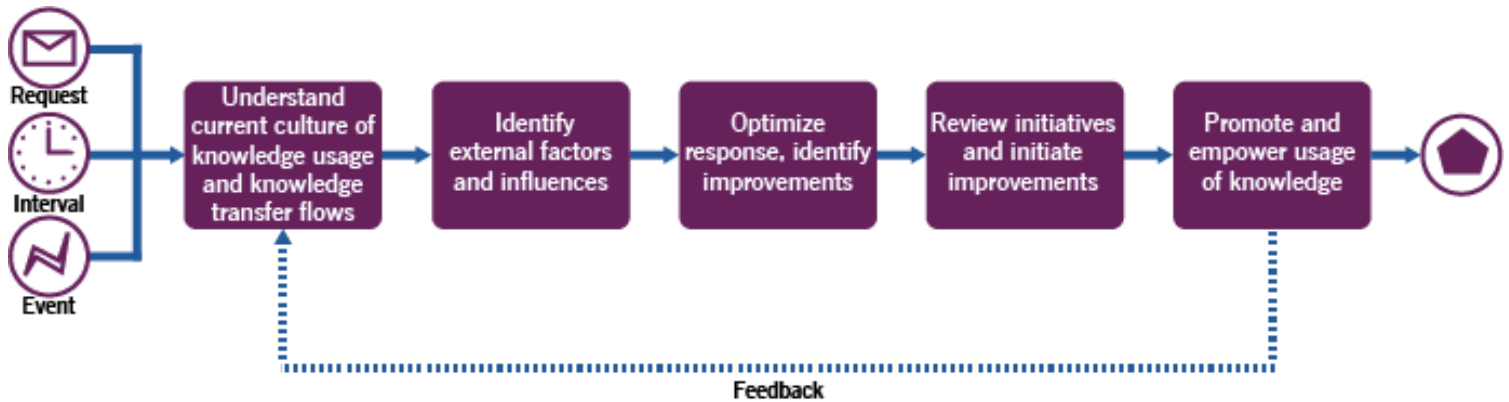 Request
Interval
Event
Understand
current culture of
knowledge usage
and knowledge
transfer flows
Identify
external factors
and influences
Optimize
response, identify
improvements
Review initiatives
and initiate
improvements
Promote and
empower usage
of knowledge
Feedback